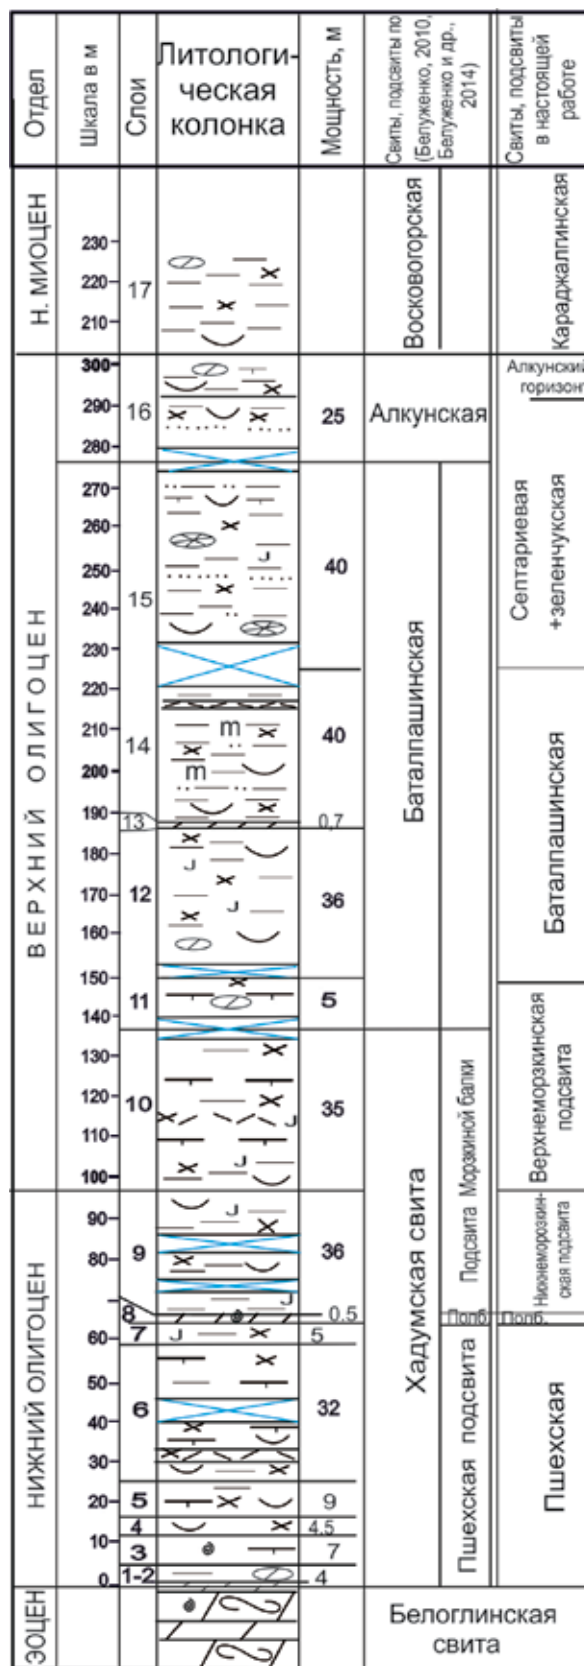 Отдел
Шкала в м
Слои
Литологи-
ческая
колонка
Мощность, м
Свиты, подсвиты по
(Белуженко, 2010,
Белуженко и др.,
2014)
Свиты, подсвиты
в настоящей
работе
Н. МИОЦЕН
230
220
210
17
Восковогорская
Караджалгинская
ВЕРХНИЙ ОЛИГОЦЕН
300
290
280
16
25
Алкунская
Алкунский
горизонт
270
260
250
240
230
15
40
Баталпашинская
Септариевая
+зеленчукская
220
210
200
190
14
m
m
40
13
0,7
180
170
160
150
12
36
Баталпашинская
140
11
5
130
120
110
100
10
35
Хадумская свита
Подсвита Морзкиной балки
Верхнеморзкинская
подсвита
НИЖНИЙ ОЛИГОЦЕН
90
80
9
36
Нижнеморозкин-
ская подсвита
8
0.5
Полб.
Полб.
60
7
5
50
40
30
6
32
Пшехская подсвита
Пшехская
20
5
9
4
4.5
10
3
7
0
1-2
4
ЭОЦЕН
Белоглинская
свита